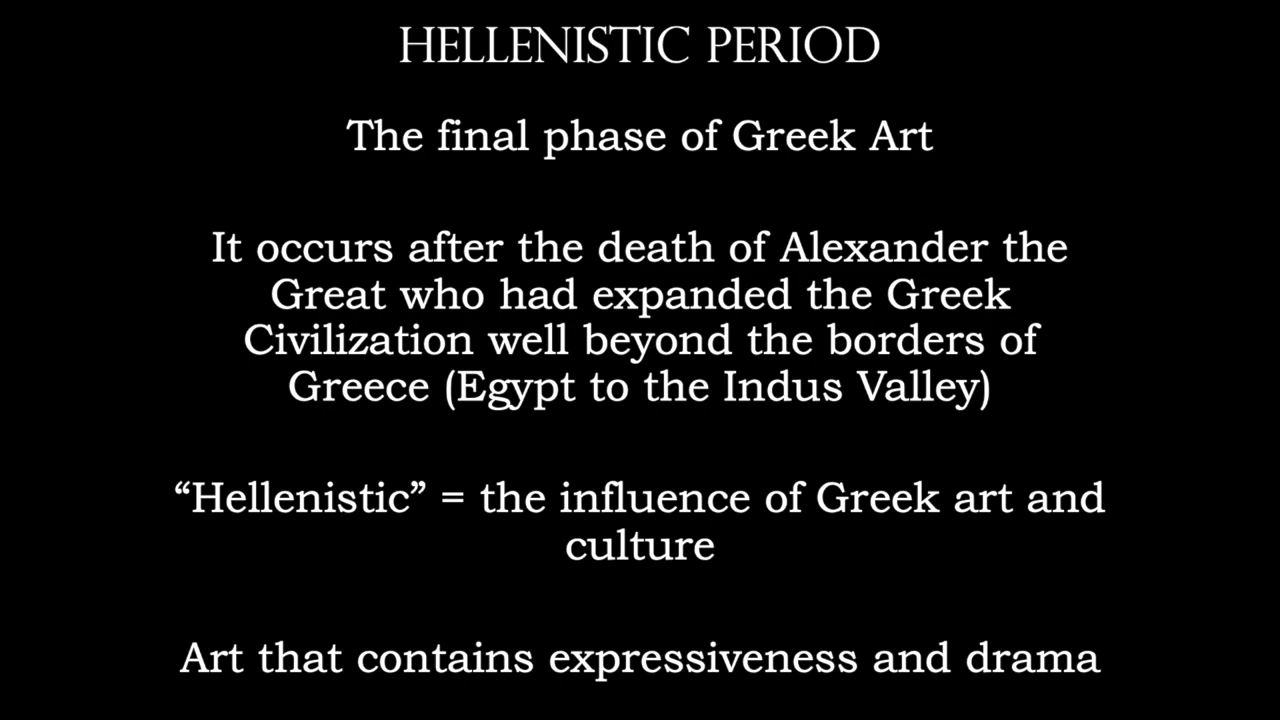 HELLENISTIC PERIOD
The final phase of Greek Art
It occurs after the death of Alexander the
Great who had expanded the Greek
Civilization well beyond the borders of
Greece (Egypt to the Indus Valley)
“Hellenistic” = the influence of Greek art and
culture
Art that contains expressiveness and drama